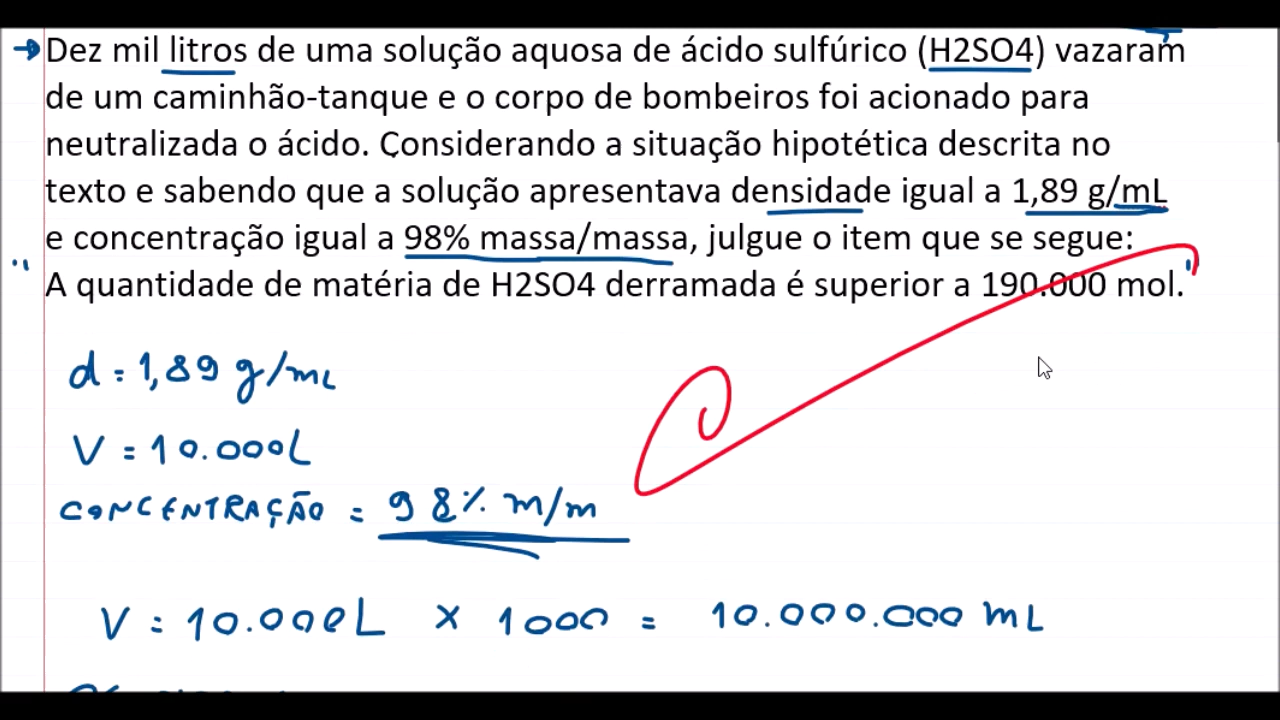 Dez mil litros de uma solução aquosa de ácido sulfúrico (H2SO4) vazaram
de um caminhão-tanque e o corpo de bombeiros foi acionado para
neutralizada o ácido. Considerando a situação hipotética descrita no
texto e sabendo que a solução apresentava densidade igual a 1,89 g/mL
e concentração igual a 98% massa/massa, julgue o item que se segue:
A quantidade de matéria de H2SO4 derramada é superior a 190.000 mol.
d = 1,89 g/mL
V = 10.000L
CONCENTRAÇÃO = 98% m/m
V = 10.000L x 1000 = 10.000.000 mL